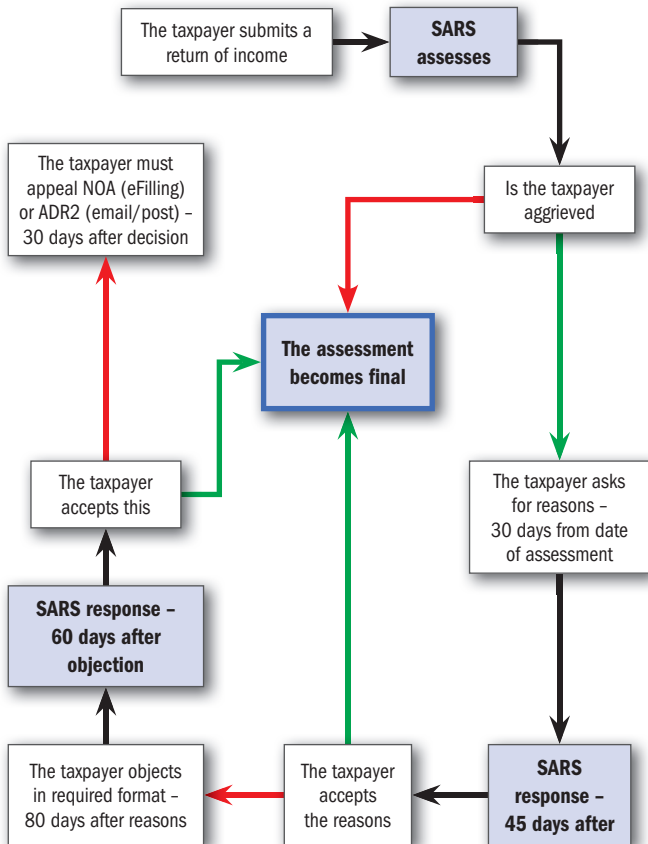 The taxpayer submits a
return of income
SARS
assesses
The taxpayer must
appeal NOA (eFilling)
or ADR2 (email/post) –
30 days after decision
Is the taxpayer
aggrieved
The assessment
becomes final
The taxpayer
accepts this
The taxpayer asks
for reasons –
30 days from date
of assessment
SARS response –
60 days after
objection
The taxpayer objects
in required format –
80 days after reasons
The taxpayer
accepts
the reasons
SARS
response –
45 days after